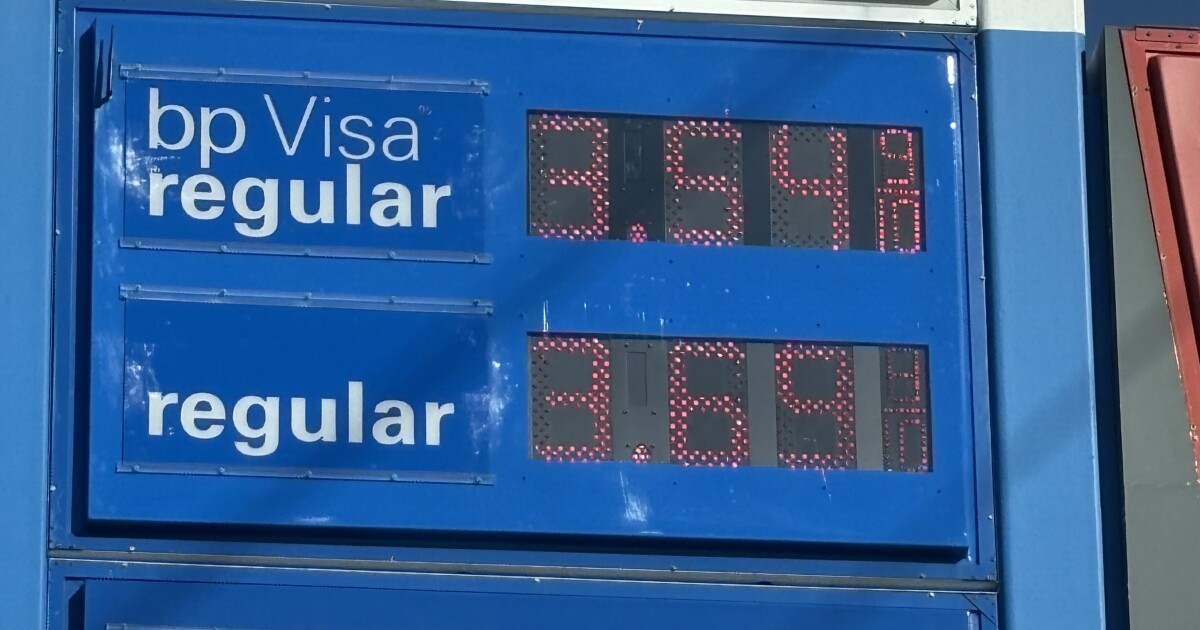 bp Visa
regular
3.54 9/10
regular
3.69 9/10